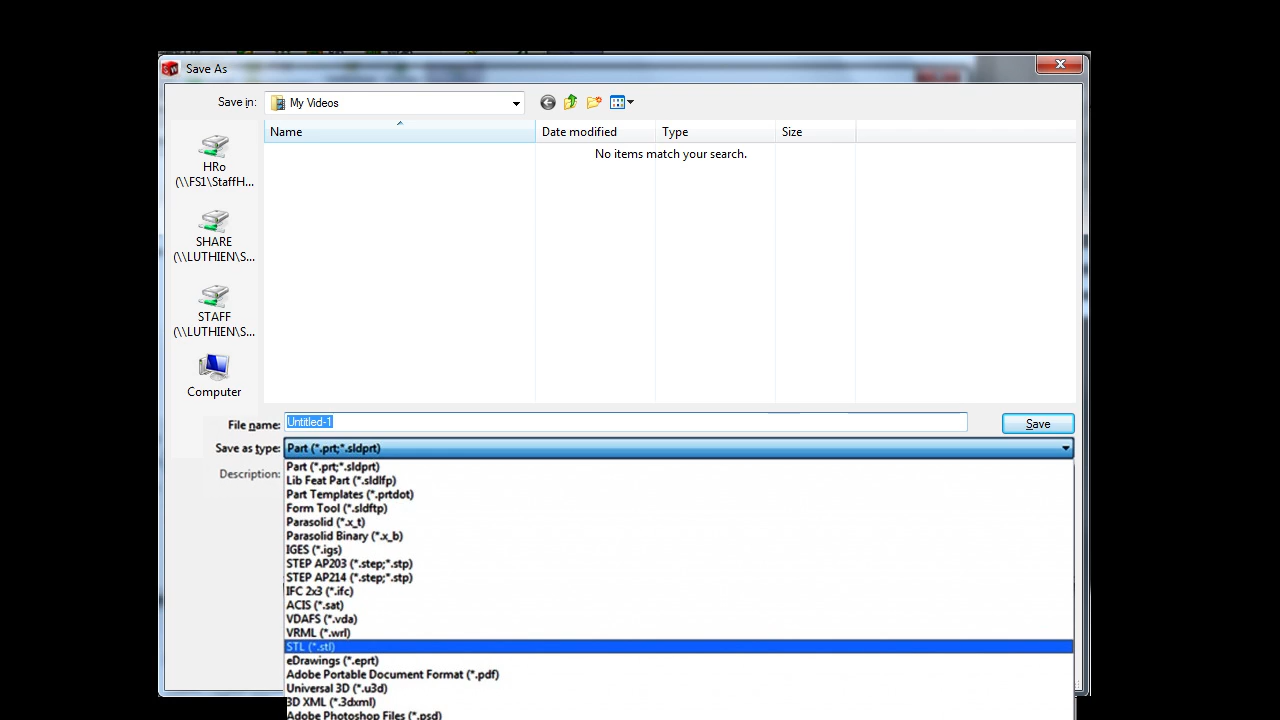 Save As
Save in: My Videos
Name Date modified Type Size
No items match your search.
HRo
(\\FS1\StaffH...
SHARE
(\\LUTHIEN\S...
STAFF
(\\LUTHIEN\S...
Computer
File name: Untitled-1 Save
Save as type: Part (*.prt;*.sldprt)
Description:
Part (*.prt;*.sldprt)
Lib Feat Part (*.sldlfp)
Part Templates (*.prtdot)
Form Tool (*.sldftp)
Parasolid (*.x_t)
Parasolid Binary (*.x_b)
IGES (*.igs)
STEP AP203 (*.step;*.stp)
STEP AP214 (*.step;*.stp)
IFC 2x3 (*.ifc)
ACIS (*.sat)
VDAFS (*.vda)
VRML (*.wrl)
STL (*.stl)
eDrawings (*.eprt)
Adobe Portable Document Format (*.pdf)
Universal 3D (*.u3d)
3D XML (*.3dxml)
Adobe Photoshop Files (*.psd)